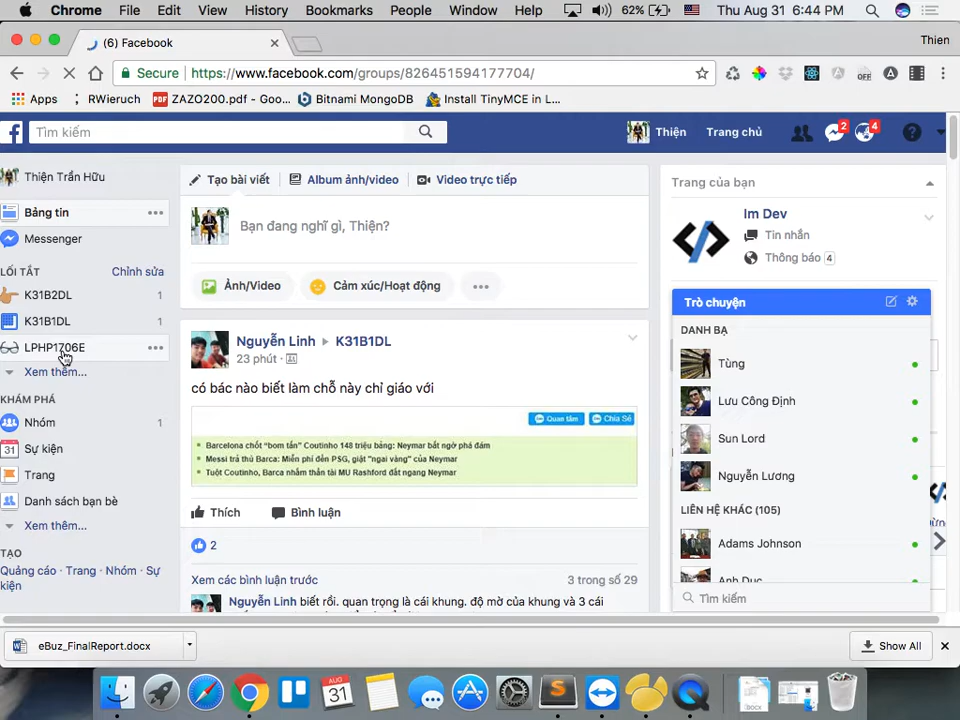 Chrome File Edit View History Bookmarks People Window Help 62% Thu Aug 31 6:44 PM
(6) Facebook
Thien
Secure https://www.facebook.com/groups/826451594177704/
OFF
Apps RWieruch ZAZO200.pdf - Goo... Bitnami MongoDB Install TinyMCE in L...
Tìm kiếm
Thiện Trang chủ 2 4
Thiện Trần Hữu
Bảng tin
Messenger
LỐI TẮT Chỉnh sửa
K31B2DL 1
K31B1DL 1
LPHP1706E
Xem thêm...
KHÁM PHÁ
Nhóm 1
Sự kiện
Trang
Danh sách bạn bè
Xem thêm...
TẠO
Quảng cáo · Trang · Nhóm · Sự
kiện
Tạo bài viết Album ảnh/video Video trực tiếp
Bạn đang nghĩ gì, Thiện?
Ảnh/Video Cảm xúc/Hoạt động
Nguyễn Linh K31B1DL
23 phút ·
có bác nào biết làm chỗ này chỉ giáo với
Quan tâm Chia Sẻ
Barcelona chốt "bom tấn" Coutinho 148 triệu bảng: Neymar bất ngờ phá đám
Messi trả thù Barca: Miễn phí đến PSG, giật "ngai vàng" của Neymar
Tuột Coutinho, Barca nhắm thần tài MU Rashford đắt ngang Neymar
Thích Bình luận
2
Xem các bình luận trước 3 trong số 29
Nguyễn Linh biết rồi. quan trọng là cái khung. độ mờ của khung và 3 cái
Trang của bạn
Im Dev
Tin nhắn
Thông báo 4
Trò chuyện
DANH BẠ
Tùng
Lưu Công Định
Sun Lord
Nguyễn Lương
LIÊN HỆ KHÁC (105)
Adams Johnson
Anh Duc
Tìm kiếm
eBuz_FinalReport.docx
Show All
AUG
31